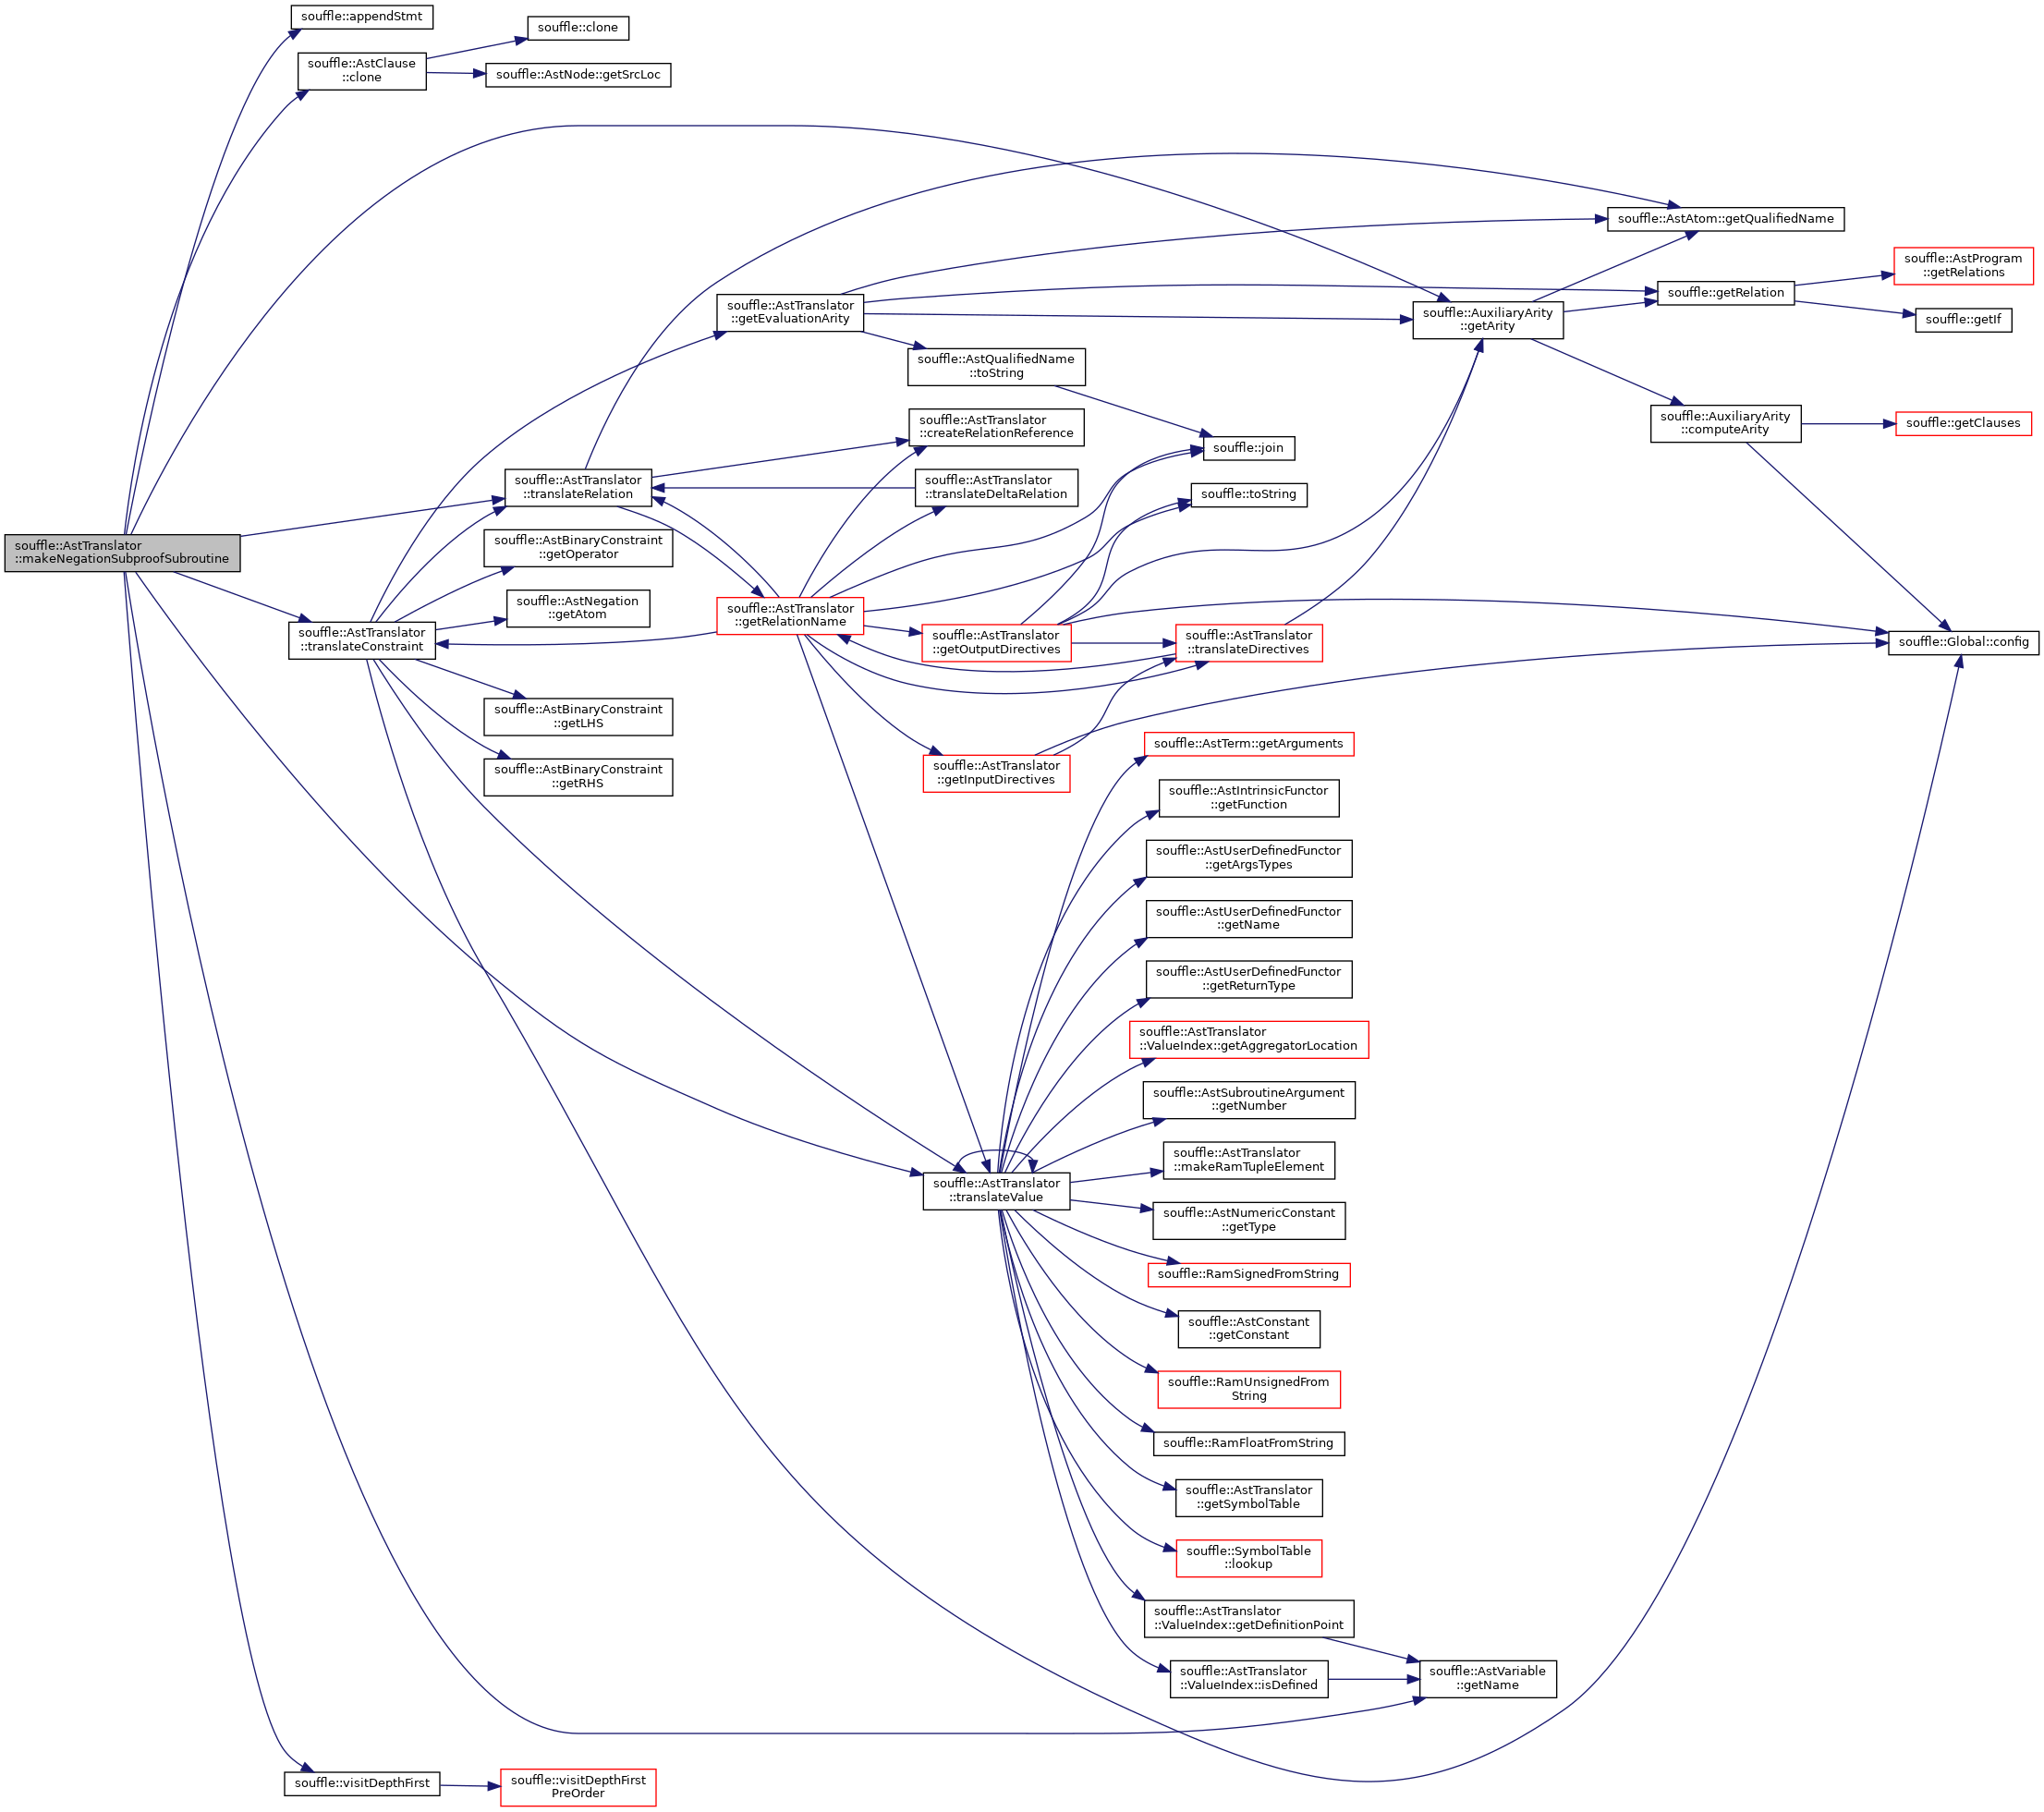 souffle::appendStmt
souffle::clone
souffle::AstClause
::clone
souffle::AstNode::getSrcLoc
souffle::AstAtom::getQualifiedName
souffle::AstProgram
::getRelations
souffle::getRelation
souffle::getIf
souffle::AstTranslator
::getEvaluationArity
souffle::AuxiliaryArity
::getArity
souffle::AstQualifiedName
::toString
souffle::AstTranslator
::createRelationReference
souffle::AuxiliaryArity
::computeArity
souffle::getClauses
souffle::join
souffle::AstTranslator
::translateRelation
souffle::AstTranslator
::translateDeltaRelation
souffle::toString
souffle::AstTranslator
::makeNegationSubproofSubroutine
souffle::AstBinaryConstraint
::getOperator
souffle::AstNegation
::getAtom
souffle::AstTranslator
::getRelationName
souffle::AstTranslator
::translateConstraint
souffle::AstTranslator
::getOutputDirectives
souffle::AstTranslator
::translateDirectives
souffle::Global::config
souffle::AstBinaryConstraint
::getLHS
souffle::AstBinaryConstraint
::getRHS
souffle::AstTranslator
::getInputDirectives
souffle::AstTerm::getArguments
souffle::AstIntrinsicFunctor
::getFunction
souffle::AstUserDefinedFunctor
::getArgsTypes
souffle::AstUserDefinedFunctor
::getName
souffle::AstUserDefinedFunctor
::getReturnType
souffle::AstTranslator
::ValueIndex::getAggregatorLocation
souffle::AstSubroutineArgument
::getNumber
souffle::AstTranslator
::makeRamTupleElement
souffle::AstTranslator
::translateValue
souffle::AstNumericConstant
::getType
souffle::RamSignedFromString
souffle::AstConstant
::getConstant
souffle::RamUnsignedFrom
String
souffle::RamFloatFromString
souffle::AstTranslator
::getSymbolTable
souffle::SymbolTable
::lookup
souffle::AstTranslator
::ValueIndex::getDefinitionPoint
souffle::AstTranslator
::ValueIndex::isDefined
souffle::AstVariable
::getName
souffle::visitDepthFirst
souffle::visitDepthFirst
PreOrder